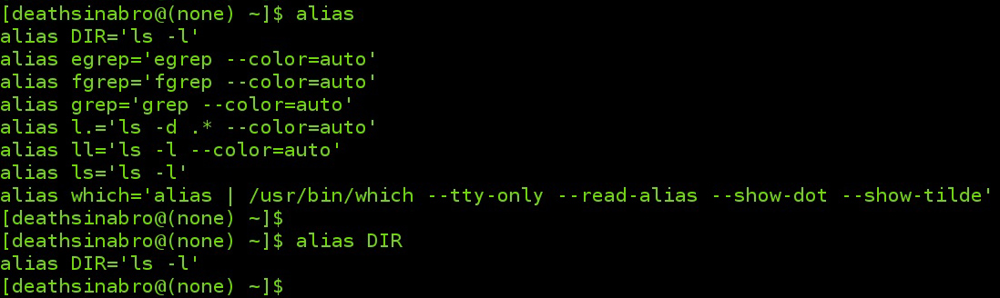 [deathsinabro@(none) ~]$ alias
alias DIR='ls -l'
alias egrep='egrep --color=auto'
alias fgrep='fgrep --color=auto'
alias grep='grep --color=auto'
alias l.='ls -d .* --color=auto'
alias ll='ls -l --color=auto'
alias ls='ls -l'
alias which='alias | /usr/bin/which --tty-only --read-alias --show-dot --show-tilde'
[deathsinabro@(none) ~]$
[deathsinabro@(none) ~]$ alias DIR
alias DIR='ls -l'
[deathsinabro@(none) ~]$